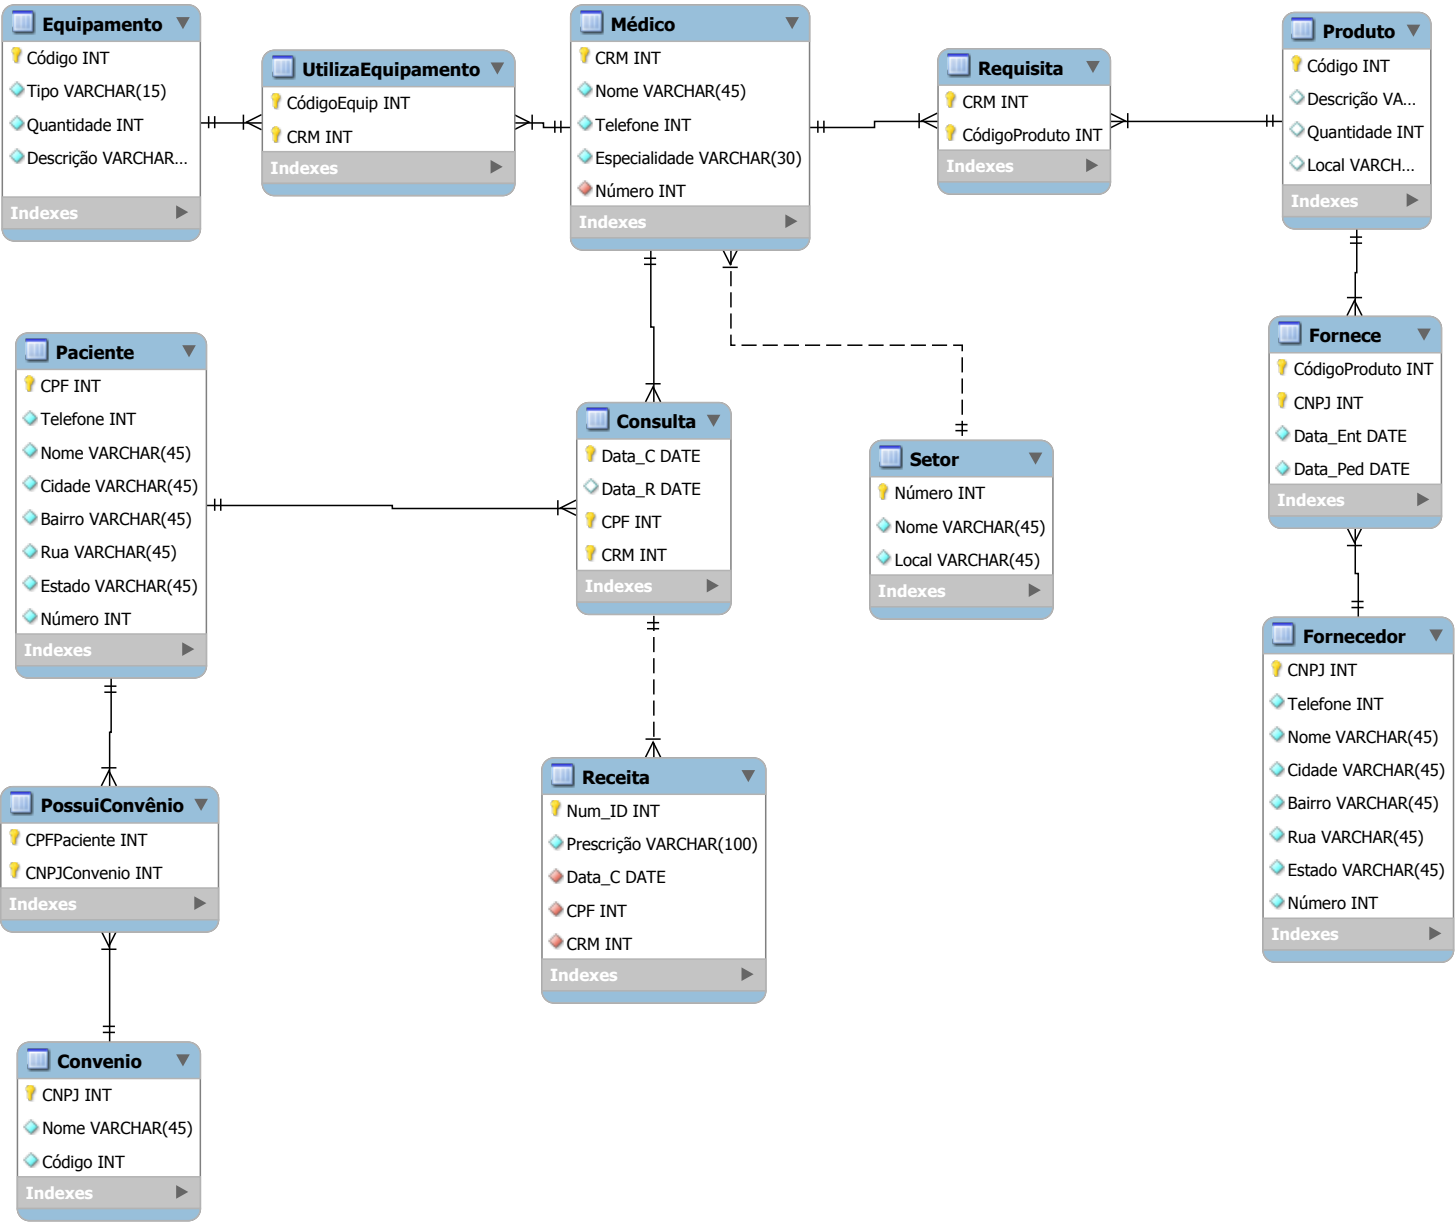 Equipamento
Código INT
Tipo VARCHAR(15)
Quantidade INT
Descrição VARCHAR...
Indexes
UtilizaEquipamento
CódigoEquip INT
CRM INT
Indexes
Médico
CRM INT
Nome VARCHAR(45)
Telefone INT
Especialidade VARCHAR(30)
Número INT
Indexes
Requisita
CRM INT
CódigoProduto INT
Indexes
Produto
Código INT
Descrição VA...
Quantidade INT
Local VARCH...
Indexes
Paciente
CPF INT
Telefone INT
Nome VARCHAR(45)
Cidade VARCHAR(45)
Bairro VARCHAR(45)
Rua VARCHAR(45)
Estado VARCHAR(45)
Número INT
Indexes
Consulta
Data_C DATE
Data_R DATE
CPF INT
CRM INT
Indexes
Setor
Número INT
Nome VARCHAR(45)
Local VARCHAR(45)
Indexes
Fornece
CódigoProduto INT
CNPJ INT
Data_Ent DATE
Data_Ped DATE
Indexes
Fornecedor
CNPJ INT
Telefone INT
Nome VARCHAR(45)
Cidade VARCHAR(45)
Bairro VARCHAR(45)
Rua VARCHAR(45)
Estado VARCHAR(45)
Número INT
Indexes
PossuiConvênio
CPFPaciente INT
CNPJConvenio INT
Indexes
Receita
Num_ID INT
Prescrição VARCHAR(100)
Data_C DATE
CPF INT
CRM INT
Indexes
Convenio
CNPJ INT
Nome VARCHAR(45)
Código INT
Indexes